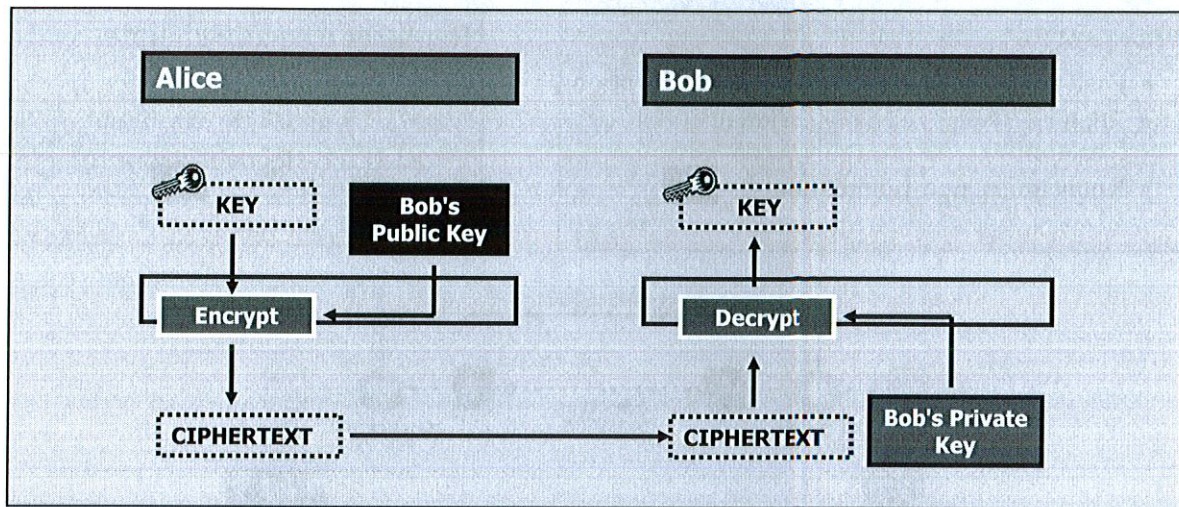 Alice
Bob
KEY
Bob's
Public Key
KEY
Encrypt
Decrypt
CIPHERTEXT
CIPHERTEXT
Bob's Private
Key